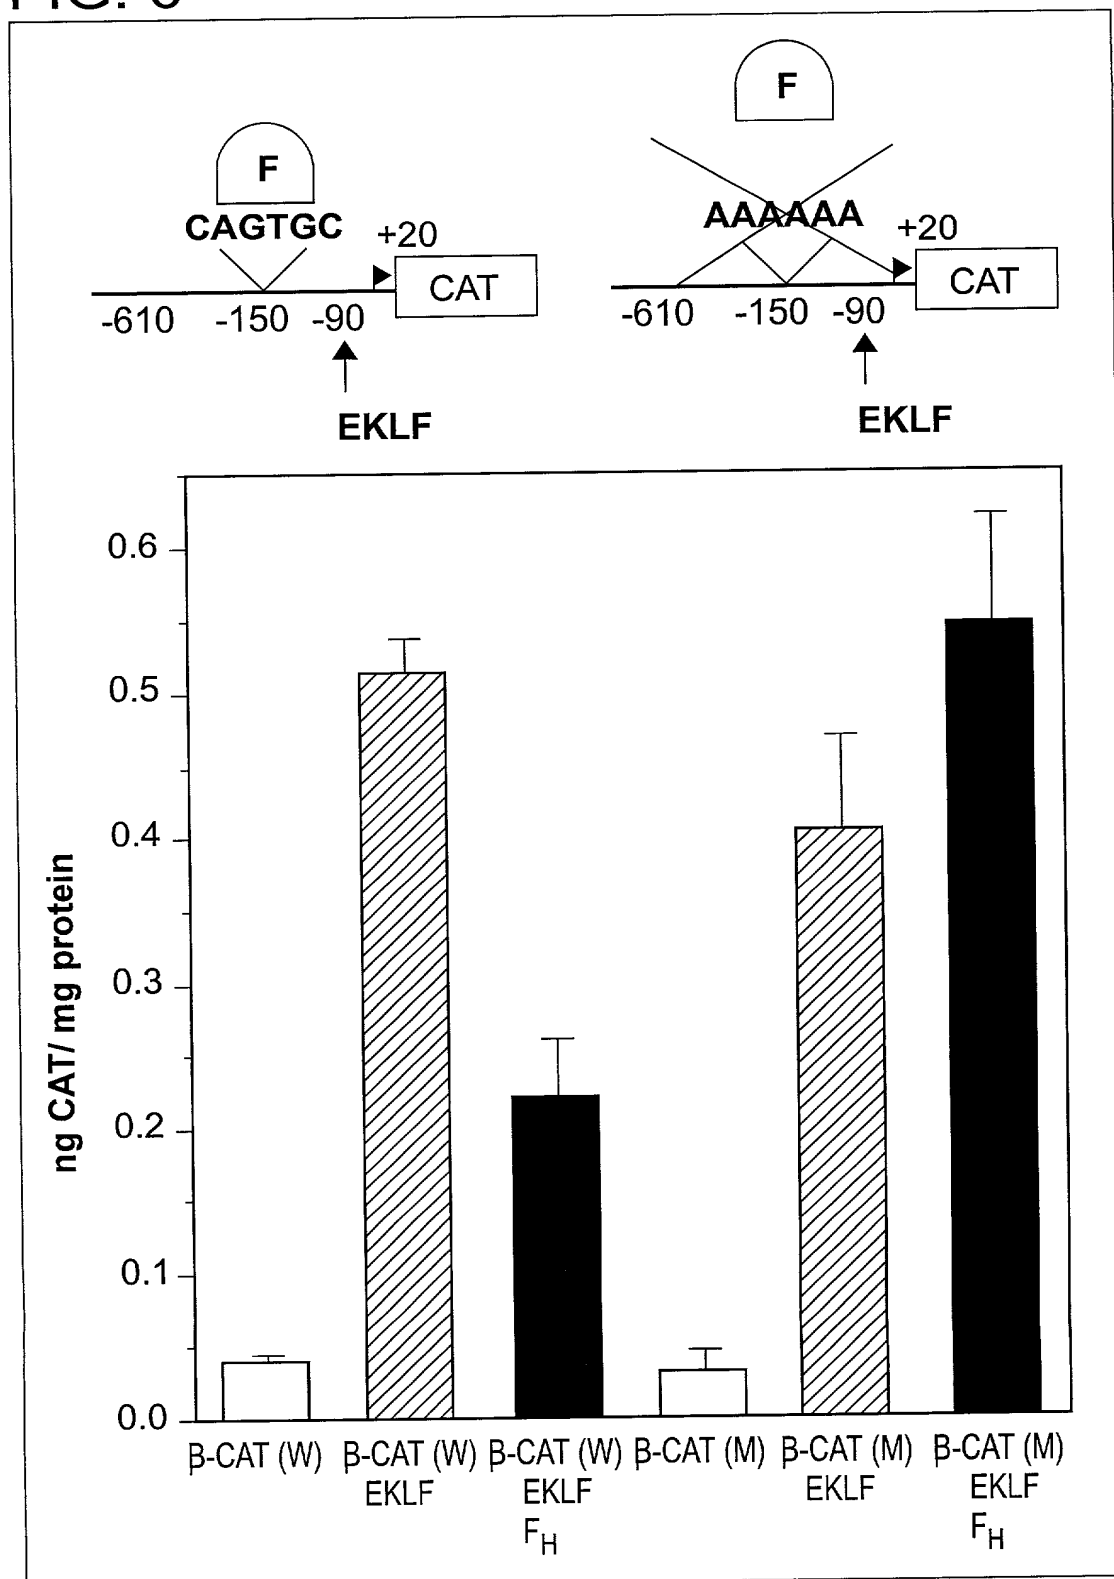 F
CAGTGC
+20
CAT
-610 -150 -90
EKLF
F
AAAAAA
+20
CAT
-610 -150 -90
EKLF
ng CAT/ mg protein
0.6
0.5
0.4
0.3
0.2
0.1
0.0
β-CAT (W)
β-CAT (W)
EKLF
β-CAT (W)
EKLF
FH
β-CAT (M)
β-CAT (M)
EKLF
β-CAT (M)
EKLF
FH